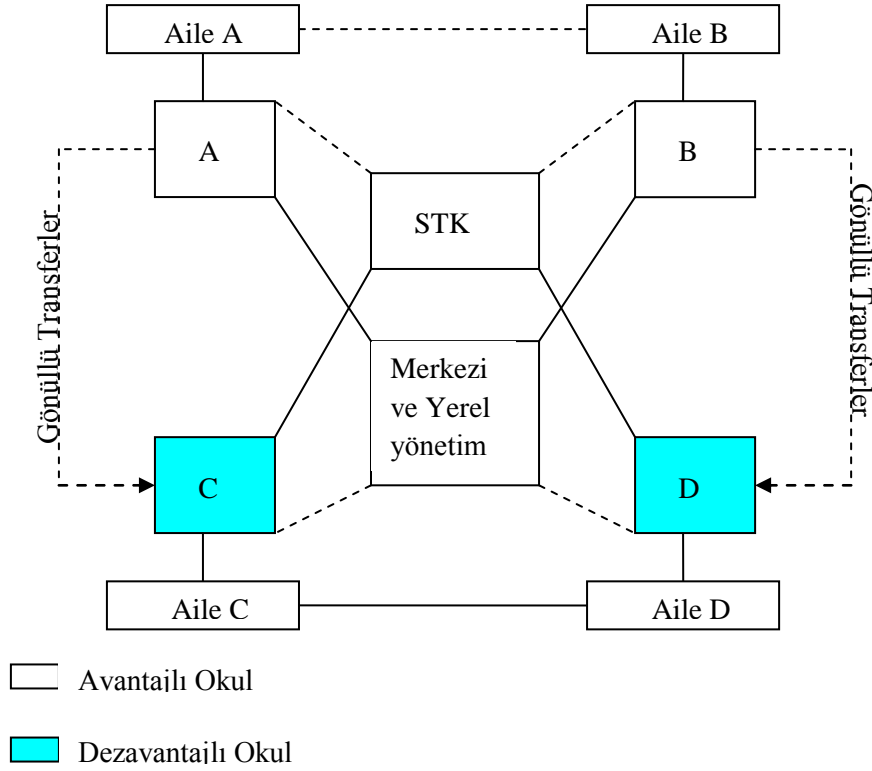 Aile A
Aile B
A
B
STK
Gönüllü Transferler
Gönüllü Transferler
Merkezi
ve Yerel
yönetim
C
D
Aile C
Aile D
Avantajlı Okul
Dezavantajlı Okul